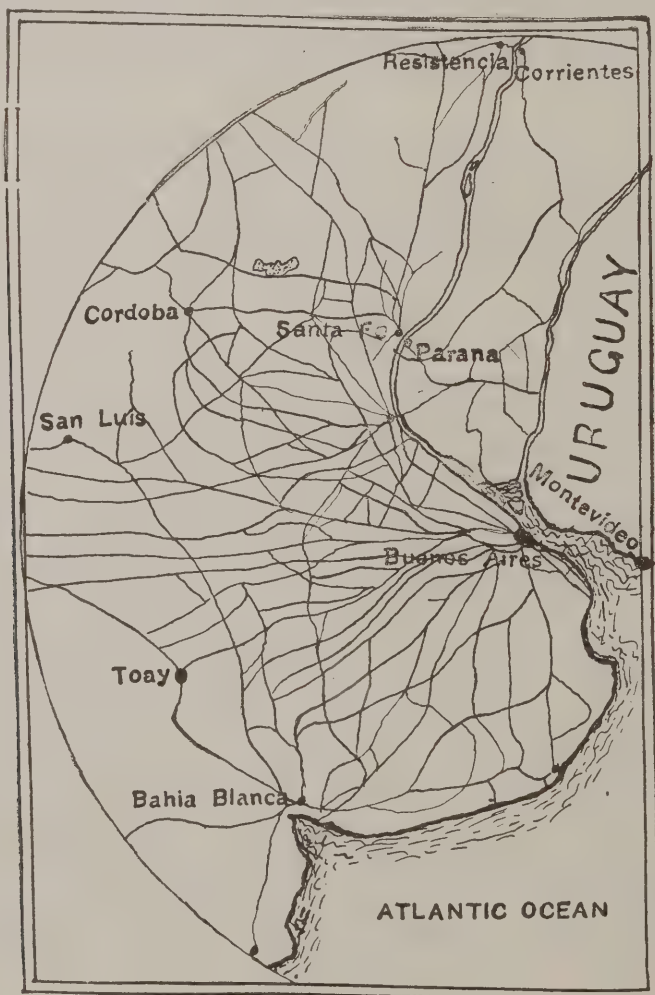 Resistencia
Corrientes
Cordoba
Santa Fe
Parana
San Luis
URUGUAY
Montevideo
Buenos Aires
Toay
Bahia Blanca
ATLANTIC OCEAN